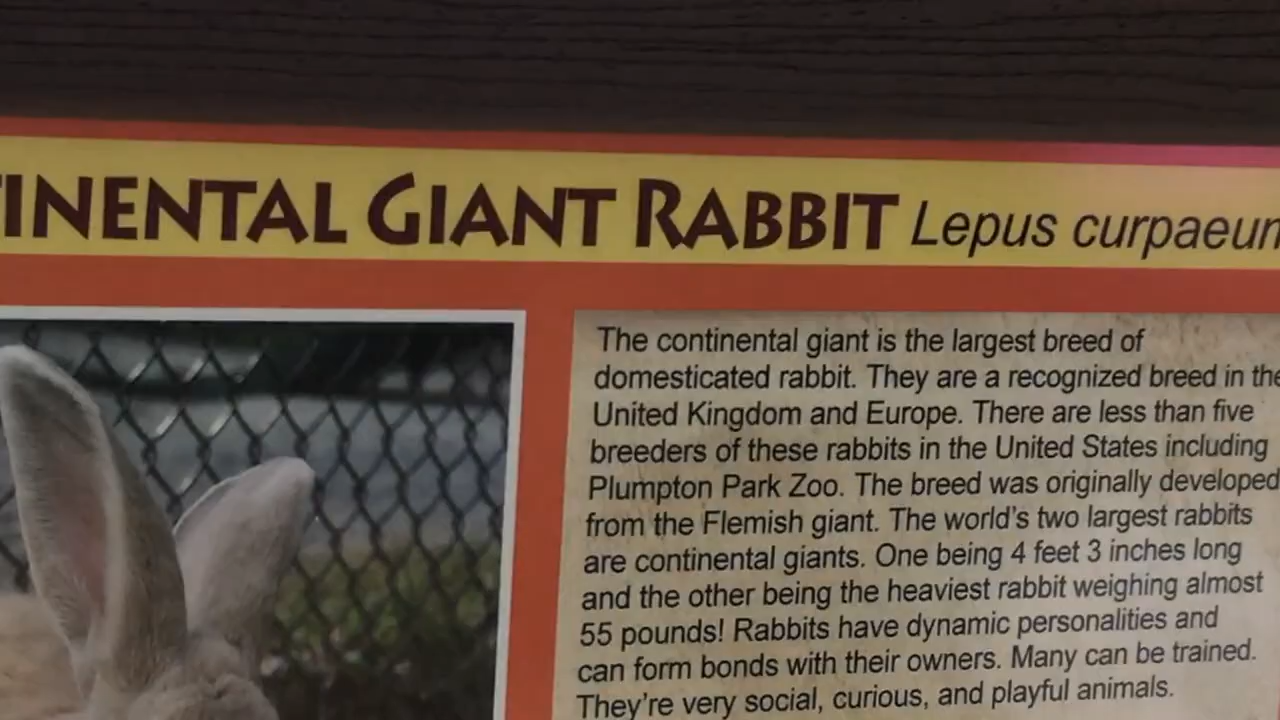 TINENTAL GIANT RABBIT Lepus curpaeum
The continental giant is the largest breed of
domesticated rabbit. They are a recognized breed in the
United Kingdom and Europe. There are less than five
breeders of these rabbits in the United States including
Plumpton Park Zoo. The breed was originally developed
from the Flemish giant. The world's two largest rabbits
are continental giants. One being 4 feet 3 inches long
and the other being the heaviest rabbit weighing almost
55 pounds! Rabbits have dynamic personalities and
can form bonds with their owners. Many can be trained.
They're very social, curious, and playful animals.